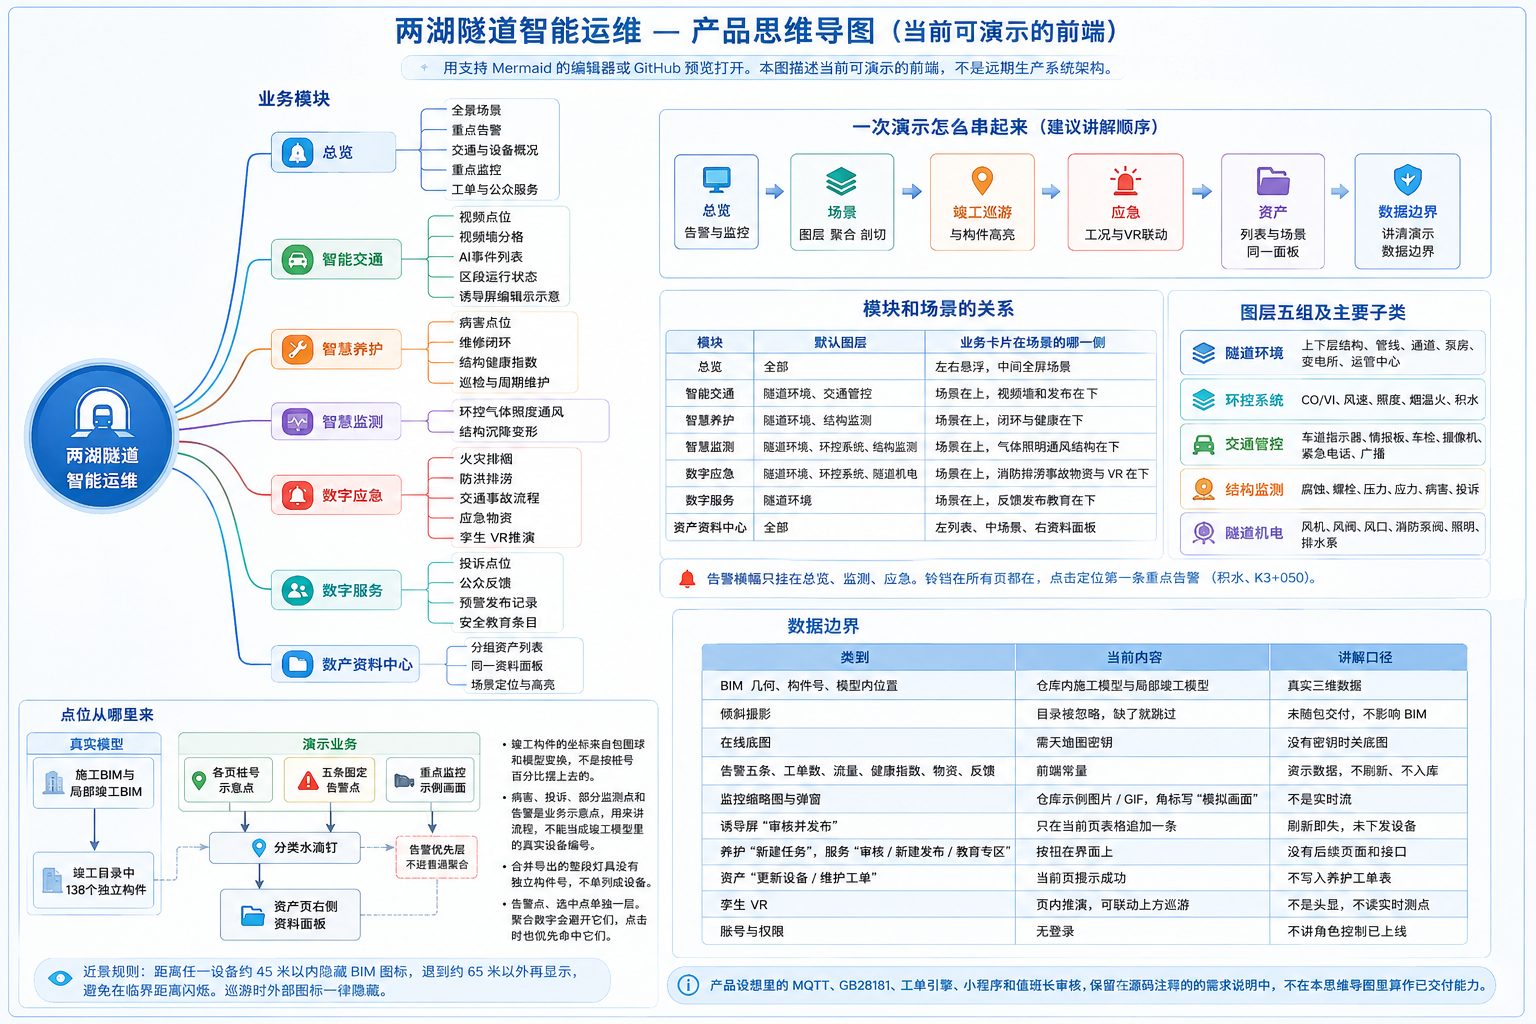 两湖隧道智能运维 — 产品思维导图（当前可演示的前端）
用支持 Mermaid 的编辑器或 GitHub 预览打开。本图描述当前可演示的前端，不是远期生产系统架构。
业务模块
两湖隧道
智能运维
总览
全景场景
重点告警
交通与设备概况
重点监控
工单与公众服务
智能交通
视频点位
视频墙分格
AI事件列表
区段运行状态
诱导屏编辑示示意
智慧养护
病害点位
维修闭环
结构健康指数
巡检与周期维护
智慧监测
环控气体照度通风
结构沉降变形
数字应急
火灾排烟
防洪排涝
交通事故流程
应急物资
孪生 VR推演
数字服务
投诉点位
公众反馈
预警发布记录
安全教育条目
数产资料中心
分组资产列表
同一资料面板
场景定位与高亮
一次演示怎么串起来（建议讲解顺序）
总览
告警与监控
场景
图层 聚合 剖切
竣工巡游
与构件高亮
应急
工况与VR联动
资产
列表与场景
同一面板
数据边界
讲清演示
数据边界
模块和场景的关系
模块 默认图层 业务卡片在场景的哪一侧
总览 全部 左右悬浮，中间全屏场景
智能交通 隧道环境、交通管控 场景在上，视频墙和发布在下
智慧养护 隧道环境、结构监测 场景在上，闭环与健康在下
智慧监测 隧道环境、环控系统、结构监测 场景在上，气体照明通风结构在下
数字应急 隧道环境、环控系统、隧道机电 场景在上，消防排涝事故物资与 VR 在下
数字服务 隧道环境 场景在上，反馈发布教育在下
资产资料中心 全部 左列表、中场景、右资料面板
图层五组及主要子类
隧道环境
上下层结构、管线、通道、泵房、
变电所、运管中心
环控系统
CO/VI、风速、照度、烟温火、积水
交通管控
车道指示器、情报板、车检、摄像机、
紧急电话、广播
结构监测
腐蚀、螺栓、压力、应力、病害、投诉
隧道机电
风机、风阀、风口、消防泵阀、照明、
排水泵
告警横幅只挂在总览、监测、应急。铃铛在所有页都在，点击定位第一条重点告警 （积水、K3+050）。
数据边界
类到 当前内容 讲解口径
BIM 几何、构件号、模型内位置 仓库内施工模型与局部竣工模型 真实三维数据
倾斜摄影 目录被忽略，缺了就跳过 未随包交付，不影响 BIM
在线底图 需天地图密钥 没有密钥时关底图
告警五条、工单数、流量、健康指数、物资、反馈 前端常量 资示数据，不刷新、不入库
监控缩略图与弹窗 仓库示例图片 / GIF，角标写 “模拟画面” 不是实时流
诱导屏 “审核并发布” 只在当前页表格追加一条 刷新即失，未下发设备
养护 “新建任务”，服务 “审核 / 新建发布 / 教育专区” 按钮在界面上 没有后续页面和接口
资产 “更新设备 / 维护工单” 当前页提示成功 不写入养护工单表
孪生 VR 页内推演，可联动上方巡游 不是头显，不读实时测点
账号与权限 无登录 不讲角色控制已上线
点位从哪里来
真实模型
施工BIM与
局部竣工BIM
竣工目录中
138个独立构件
演示业务
各页桩号
示意点
五条固定
告警点
重点监控
示例画面
分类水滴钉
告警优先层
不进普通聚合
资产页右侧
资料面板
• 竣工构件的坐标来自包围球
和模型变换，不是按桩号
百分比摆上去的。
• 病害、投诉、部分监测点和
告警是业务示意点，用来讲
流程，不能当成竣工模型里
的真实设备编号。
• 合并导出的整段灯具没有
独立构件号，不单列成设备。
• 告警点、选中点单独一层。
聚合数字会避开它们，点击
时也优先命中它们。
近景规则：距离任一设备约 45 米以内隐藏 BIM 图标，退到约 65 米以外再显示，
避免在临界距离闪烁。巡游时外部图标一律隐藏。
产品设想里的 MQTT、GB28181、工单引擎、小程序和值班长审核，保留在源码注释的的需求说明中，不在本思维导图里算作已交付能力。